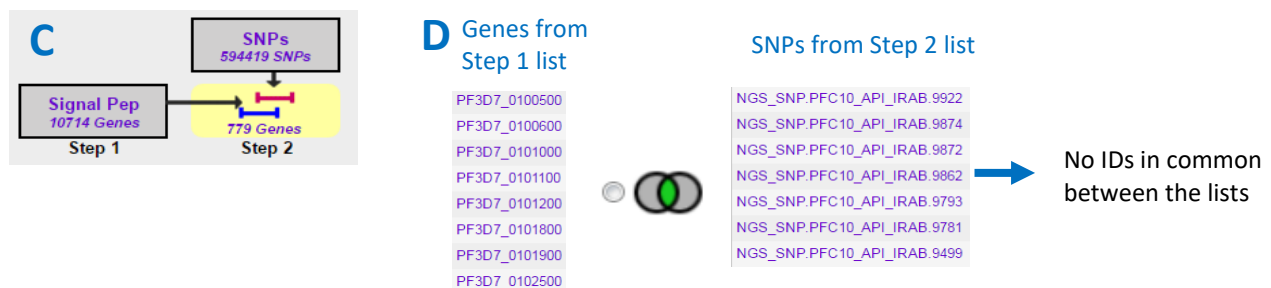 C
SNPs
594419 SNPs
Signal Pep
10714 Genes
779 Genes
Step 1
Step 2
D
Genes from
Step 1 list
PF3D7_0100500
PF3D7_0100600
PF3D7_0101000
PF3D7_0101100
PF3D7_0101200
PF3D7_0101800
PF3D7_0101900
PF3D7_0102500
SNPs from Step 2 list
NGS_SNP.PFC10_API_IRAB.9922
NGS_SNP.PFC10_API_IRAB.9874
NGS_SNP.PFC10_API_IRAB.9872
NGS_SNP.PFC10_API_IRAB.9862
NGS_SNP.PFC10_API_IRAB.9793
NGS_SNP.PFC10_API_IRAB.9781
NGS_SNP.PFC10_API_IRAB.9499
No IDs in common
between the lists